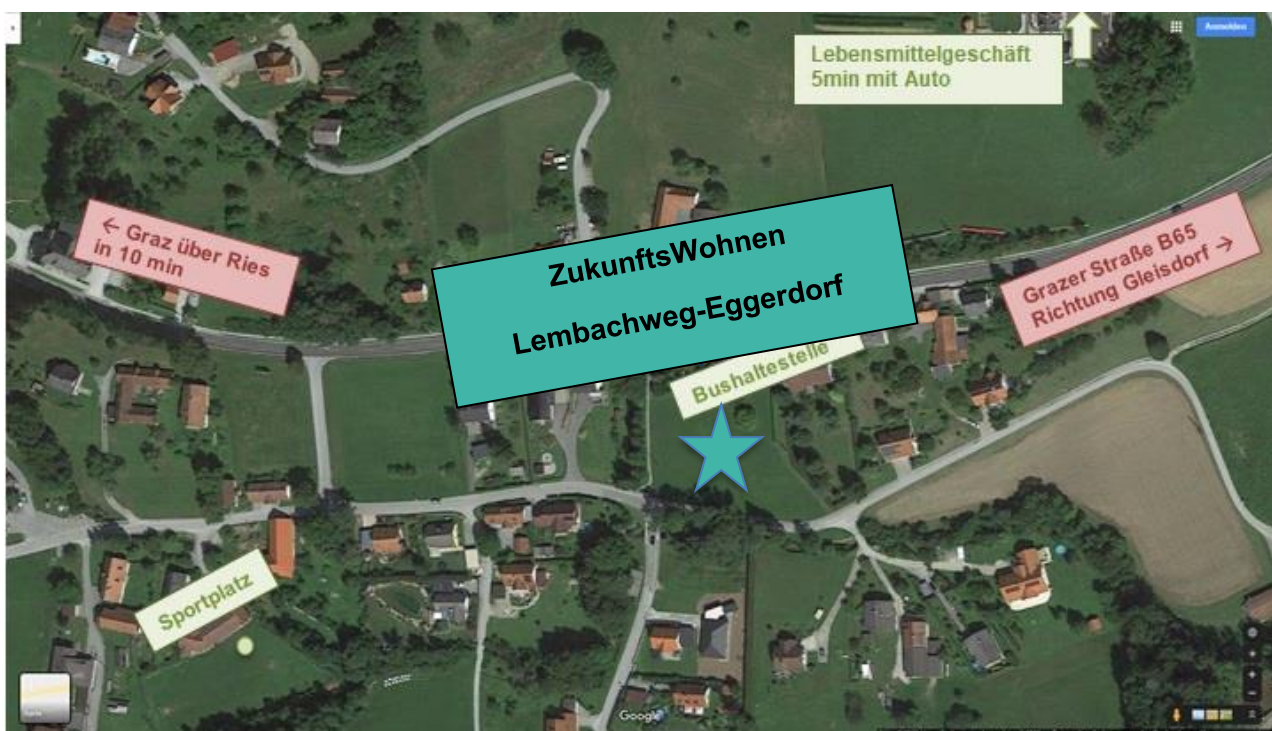 Anmelden
Lebensmittelgeschäft
5min mit Auto
← Graz über Ries
in 10 min
ZukunftsWohnen
Lembachweg-Eggerdorf
Grazer Straße B65
Richtung Gleisdorf →
Bushaltestelle
Sportplatz
Google